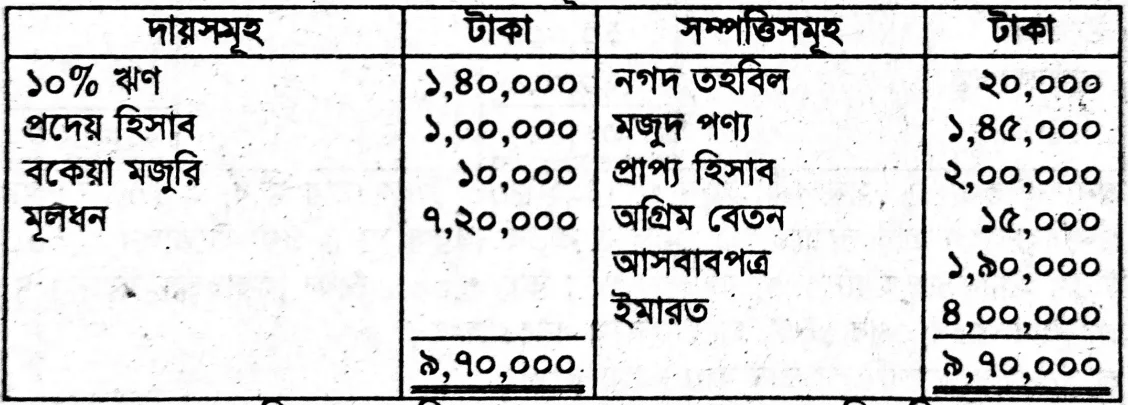 দায়সমূহ টাকা সম্পত্তিসমূহ টাকা
১০% ঋণ ১,৪০,০০০ নগদ তহবিল ২০,০০০
প্রদেয় হিসাব ১,০০,০০০ মজুদ পণ্য ১,৪৫,০০০
বকেয়া মজুরি ১০,০০০ প্রাপ্য হিসাব ২,০০,০০০
মূলধন ৭,২০,০০০ অগ্রিম বেতন ১৫,০০০
আসবাবপত্র ১,৯০,০০০
ইমারত ৪,০০,০০০
৯,৭০,০০০ ৯,৭০,০০০